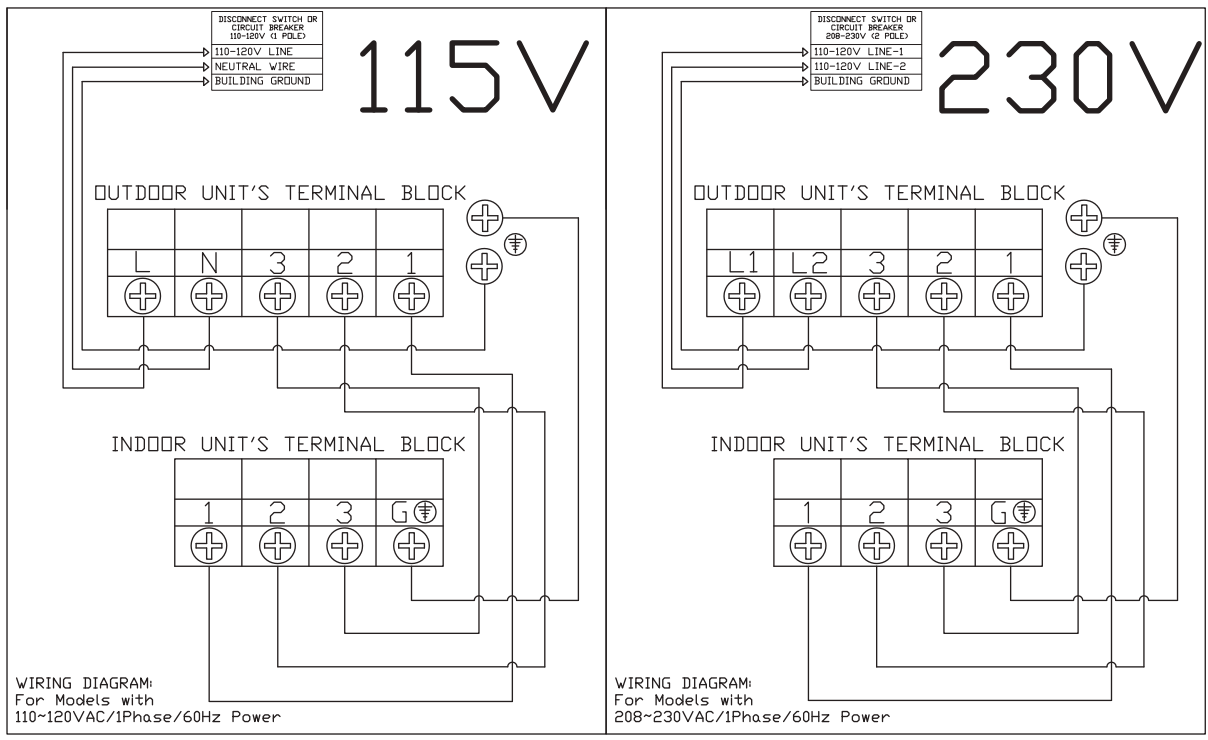 DISCONNECT SWITCH OR
CIRCUIT BREAKER
110-120V (1 POLE)
110-120V LINE
NEUTRAL WIRE
BUILDING GROUND
115V
OUTDOOR UNIT'S TERMINAL BLOCK
L N 3 2 1
INDOOR UNIT'S TERMINAL BLOCK
1 2 3 G
WIRING DIAGRAM:
For Models with
110~120VAC/1Phase/60Hz Power
DISCONNECT SWITCH OR
CIRCUIT BREAKER
208-230V (2 POLE)
110-120V LINE-1
110-120V LINE-2
BUILDING GROUND
230V
OUTDOOR UNIT'S TERMINAL BLOCK
L1 L2 3 2 1
INDOOR UNIT'S TERMINAL BLOCK
1 2 3 G
WIRING DIAGRAM:
For Models with
208~230VAC/1Phase/60Hz Power